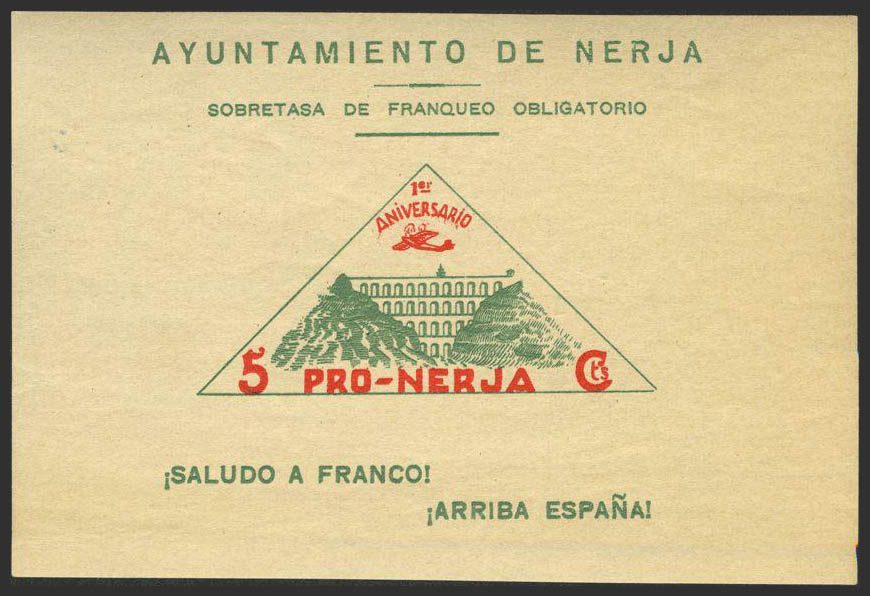 AYUNTAMIENTO DE NERJA
SOBRETASA DE FRANQUEO OBLIGATORIO
1er
ANIVERSARIO
5 PRO-NERJA Cts
¡SALUDO A FRANCO!
¡ARRIBA ESPAÑA!